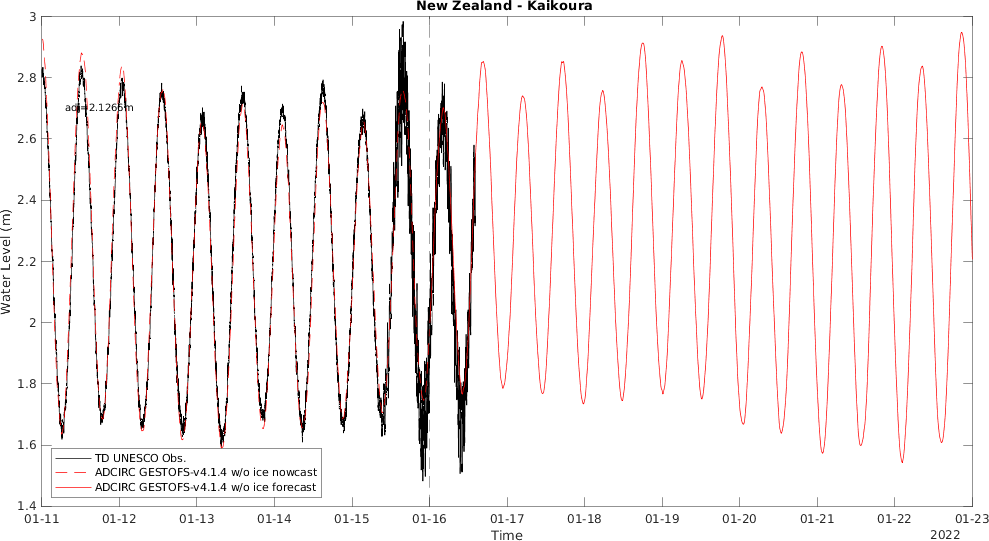 New Zealand - Kaikoura
3
2.8
adj=2.1265m
2.6
2.4
2.2
2
1.8
1.6
1.4
Water Level (m)
TD UNESCO Obs.
ADCIRC GESTOFS-v4.1.4 w/o ice nowcast
ADCIRC GESTOFS-v4.1.4 w/o ice forecast
01-11 01-12 01-13 01-14 01-15 01-16 01-17 01-18 01-19 01-20 01-21 01-22 01-23
Time
2022